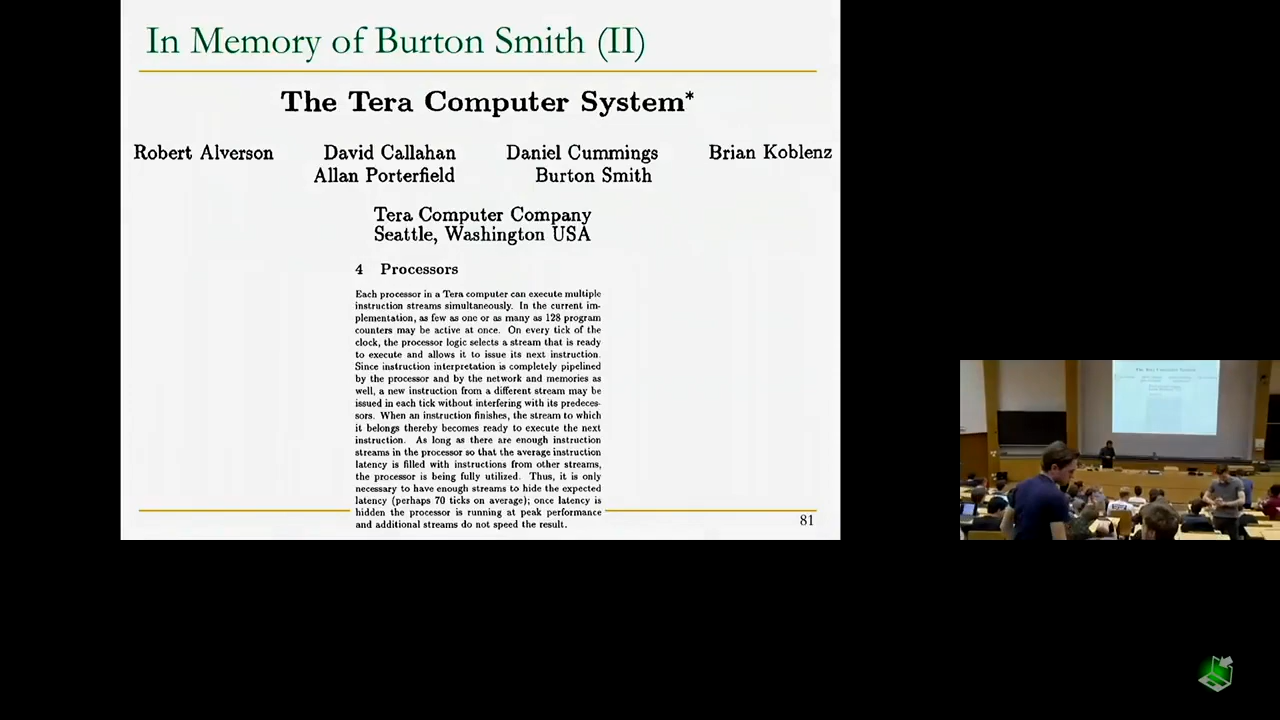 In Memory of Burton Smith (II)
The Tera Computer System*
Robert Alverson David Callahan Daniel Cummings Brian Koblenz
Allan Porterfield Burton Smith
Tera Computer Company
Seattle, Washington USA
4 Processors
Each processor in a Tera computer can execute multiple
instruction streams simultaneously. In the current im-
plementation, as few as one or as many as 128 program
counters may be active at once. On every tick of the
clock, the processor logic selects a stream that is ready
to execute and allows it to issue its next instruction.
Since instruction interpretation is completely pipelined
by the processor and by the network and memories as
well, a new instruction from a different stream may be
issued in each tick without interfering with its predeces-
sors. When an instruction finishes, the stream to which
it belongs thereby becomes ready to execute the next
instruction. As long as there are enough instruction
streams in the processor so that the average instruction
latency is filled with instructions from other streams,
the processor is being fully utilized. Thus, it is only
necessary to have enough streams to hide the expected
latency (perhaps 70 ticks on average); once latency is
hidden the processor is running at peak performance
and additional streams do not speed the result.
81
The Tera Computer System